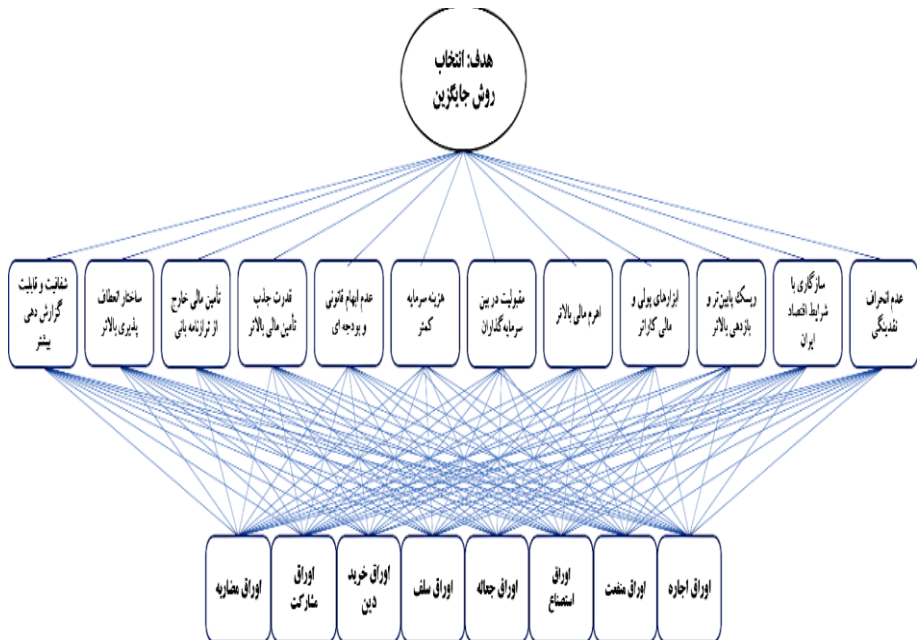 هدف: انتخاب
روش جایگزین
عدم انحراف
نقدینگی
سازگاری با
شرایط اقتصاد
ایران
ریسک پایین‌تر و
بازدهی بالاتر
ابزارهای پولی و
مالی کاراتر
اهرم مالی بالاتر
مقبولیت در بین
سرمایه گذاران
هزینه سرمایه
کمتر
عدم ابهام قانونی
و بودجه ای
قدرت جذب
تأمین مالی بالاتر
تأمین مالی خارج
از ترازنامه بانی
ساختار انعطاف
پذیری بالاتر
شفافیت و قابلیت
گزارش دهی
بیشتر
اوراق اجاره
اوراق منفعت
اوراق
استصناع
اوراق جعاله
اوراق سلف
اوراق خرید
دین
اوراق
مشارکت
اوراق مضاربه